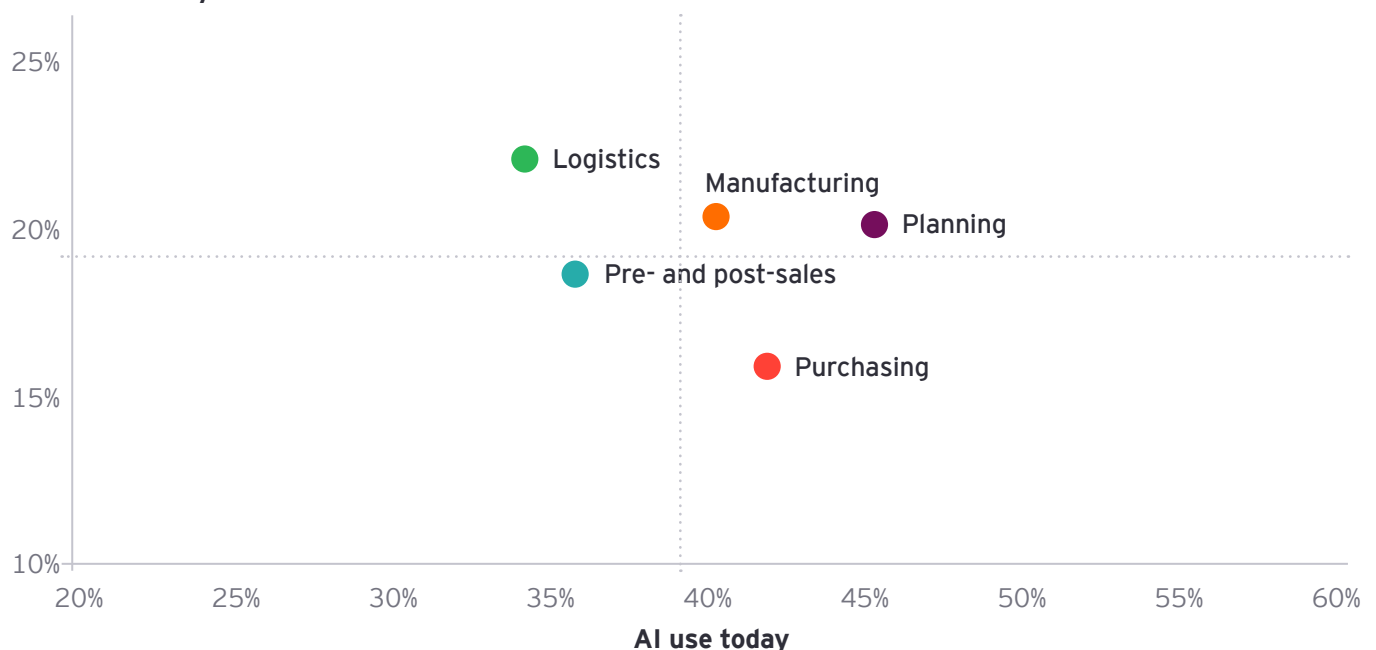 25%
Logistics
Manufacturing
20%
Planning
Pre- and post-sales
Purchasing
15%
10%
20% 25% 30% 35% 40% 45% 50% 55% 60%
AI use today